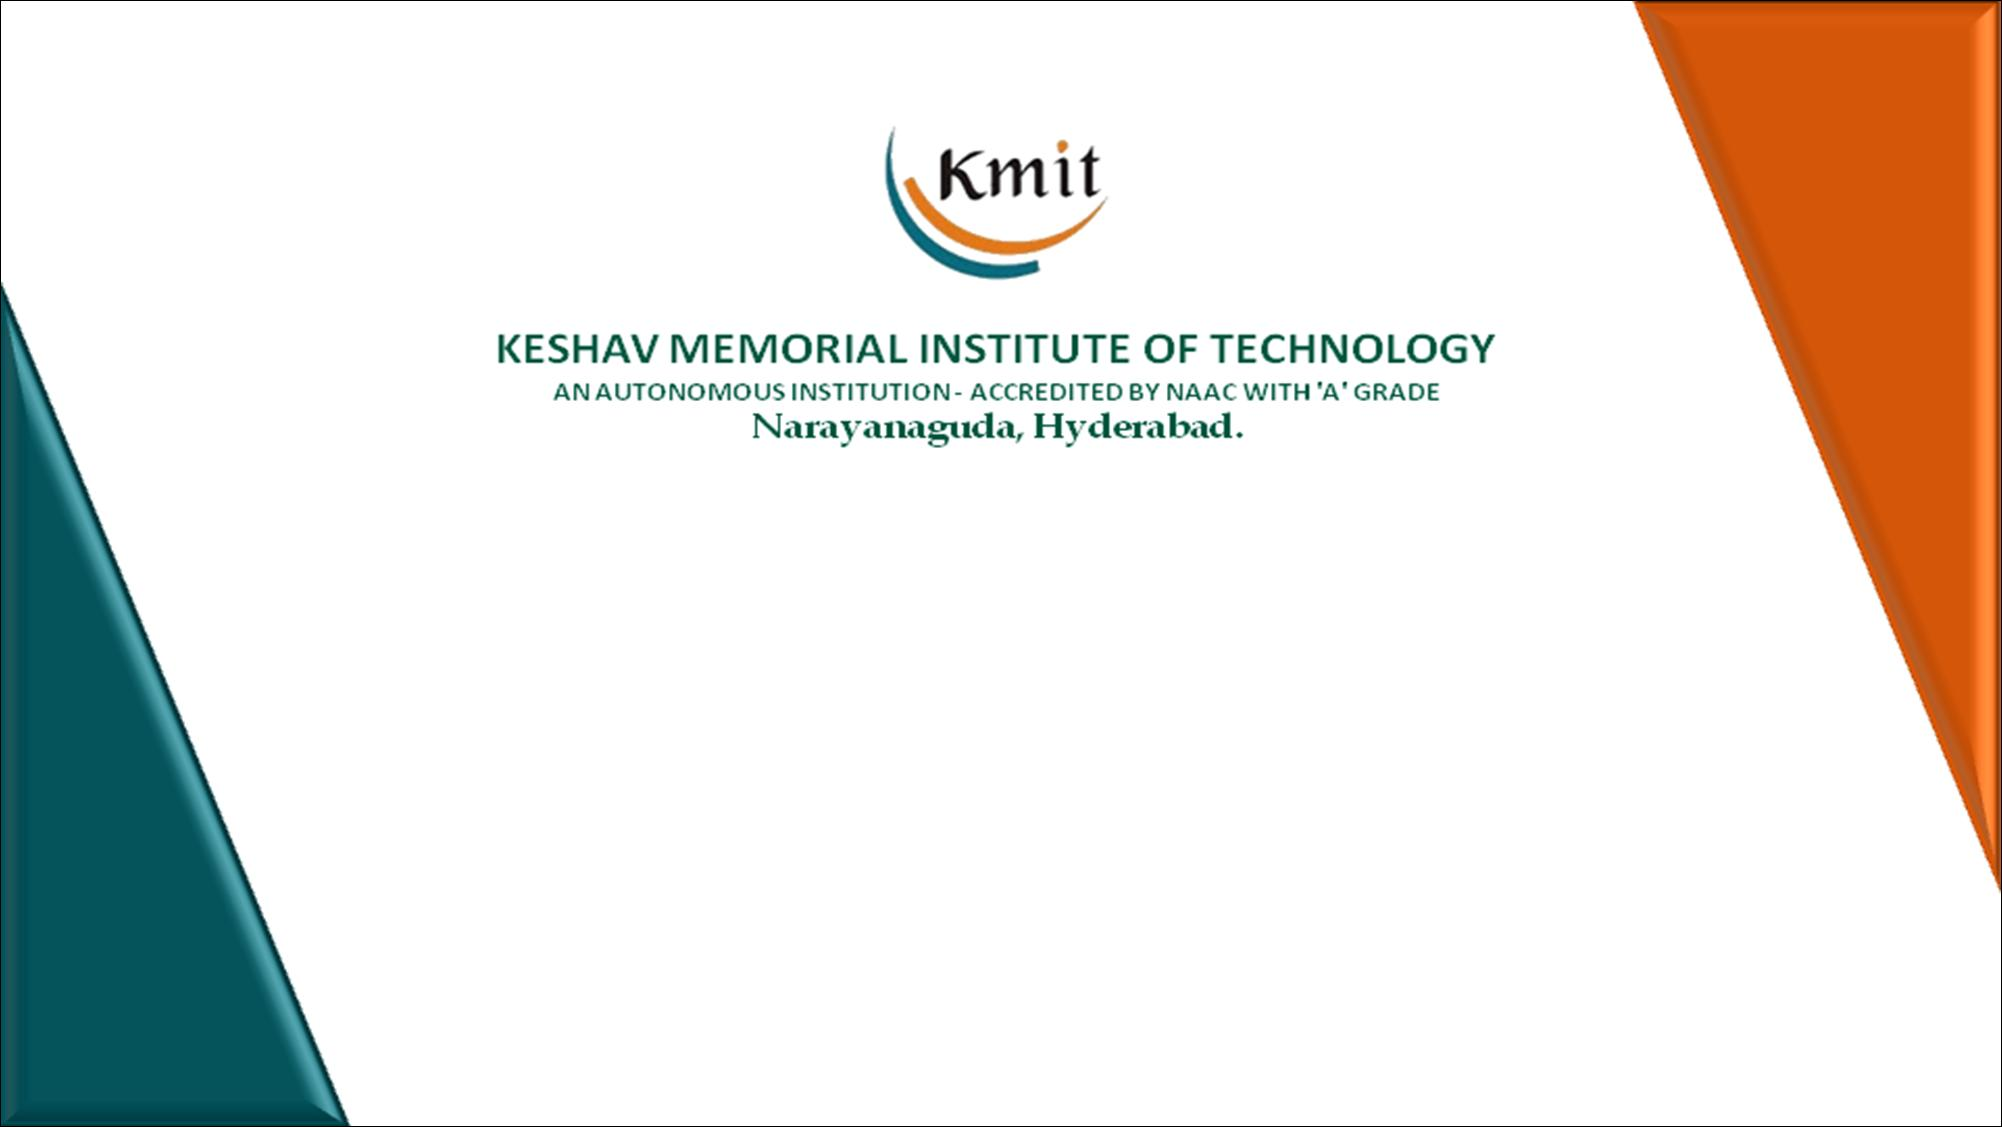 Kmit
KESHAV MEMORIAL INSTITUTE OF TECHNOLOGY
AN AUTONOMOUS INSTITUTION - ACCREDITED BY NAAC WITH 'A' GRADE
Narayanaguda, Hyderabad.